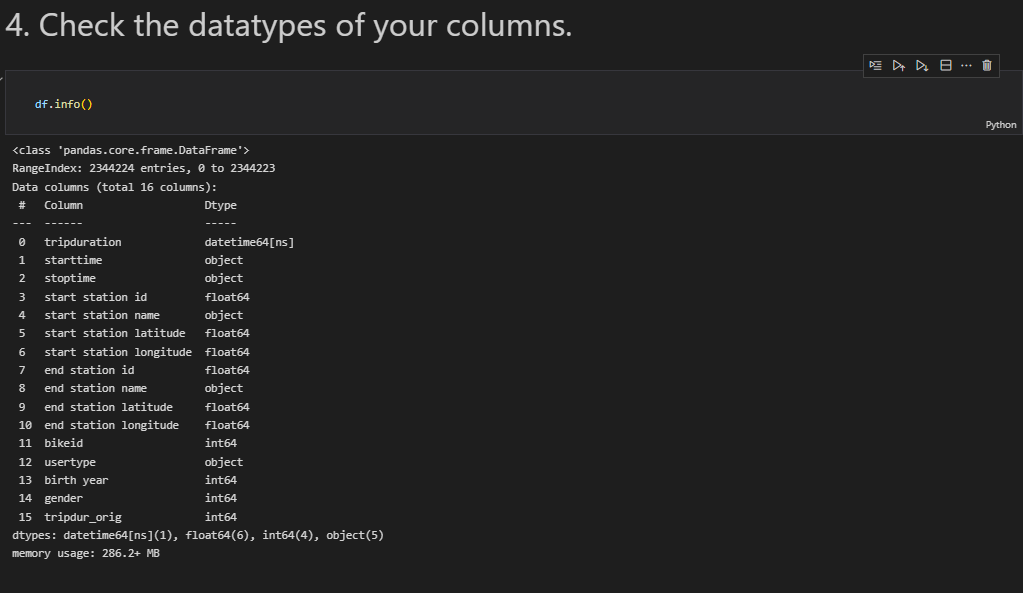 4. Check the datatypes of your columns.
df.info()
Python
<class 'pandas.core.frame.DataFrame'>
RangeIndex: 2344224 entries, 0 to 2344223
Data columns (total 16 columns):
 #   Column                   Dtype
---  ------                   -----
 0   tripduration             datetime64[ns]
 1   starttime                object
 2   stoptime                 object
 3   start station id         float64
 4   start station name       object
 5   start station latitude   float64
 6   start station longitude  float64
 7   end station id           float64
 8   end station name         object
 9   end station latitude     float64
 10  end station longitude    float64
 11  bikeid                   int64
 12  usertype                 object
 13  birth year               int64
 14  gender                   int64
 15  tripdur_orig             int64
dtypes: datetime64[ns](1), float64(6), int64(4), object(5)
memory usage: 286.2+ MB